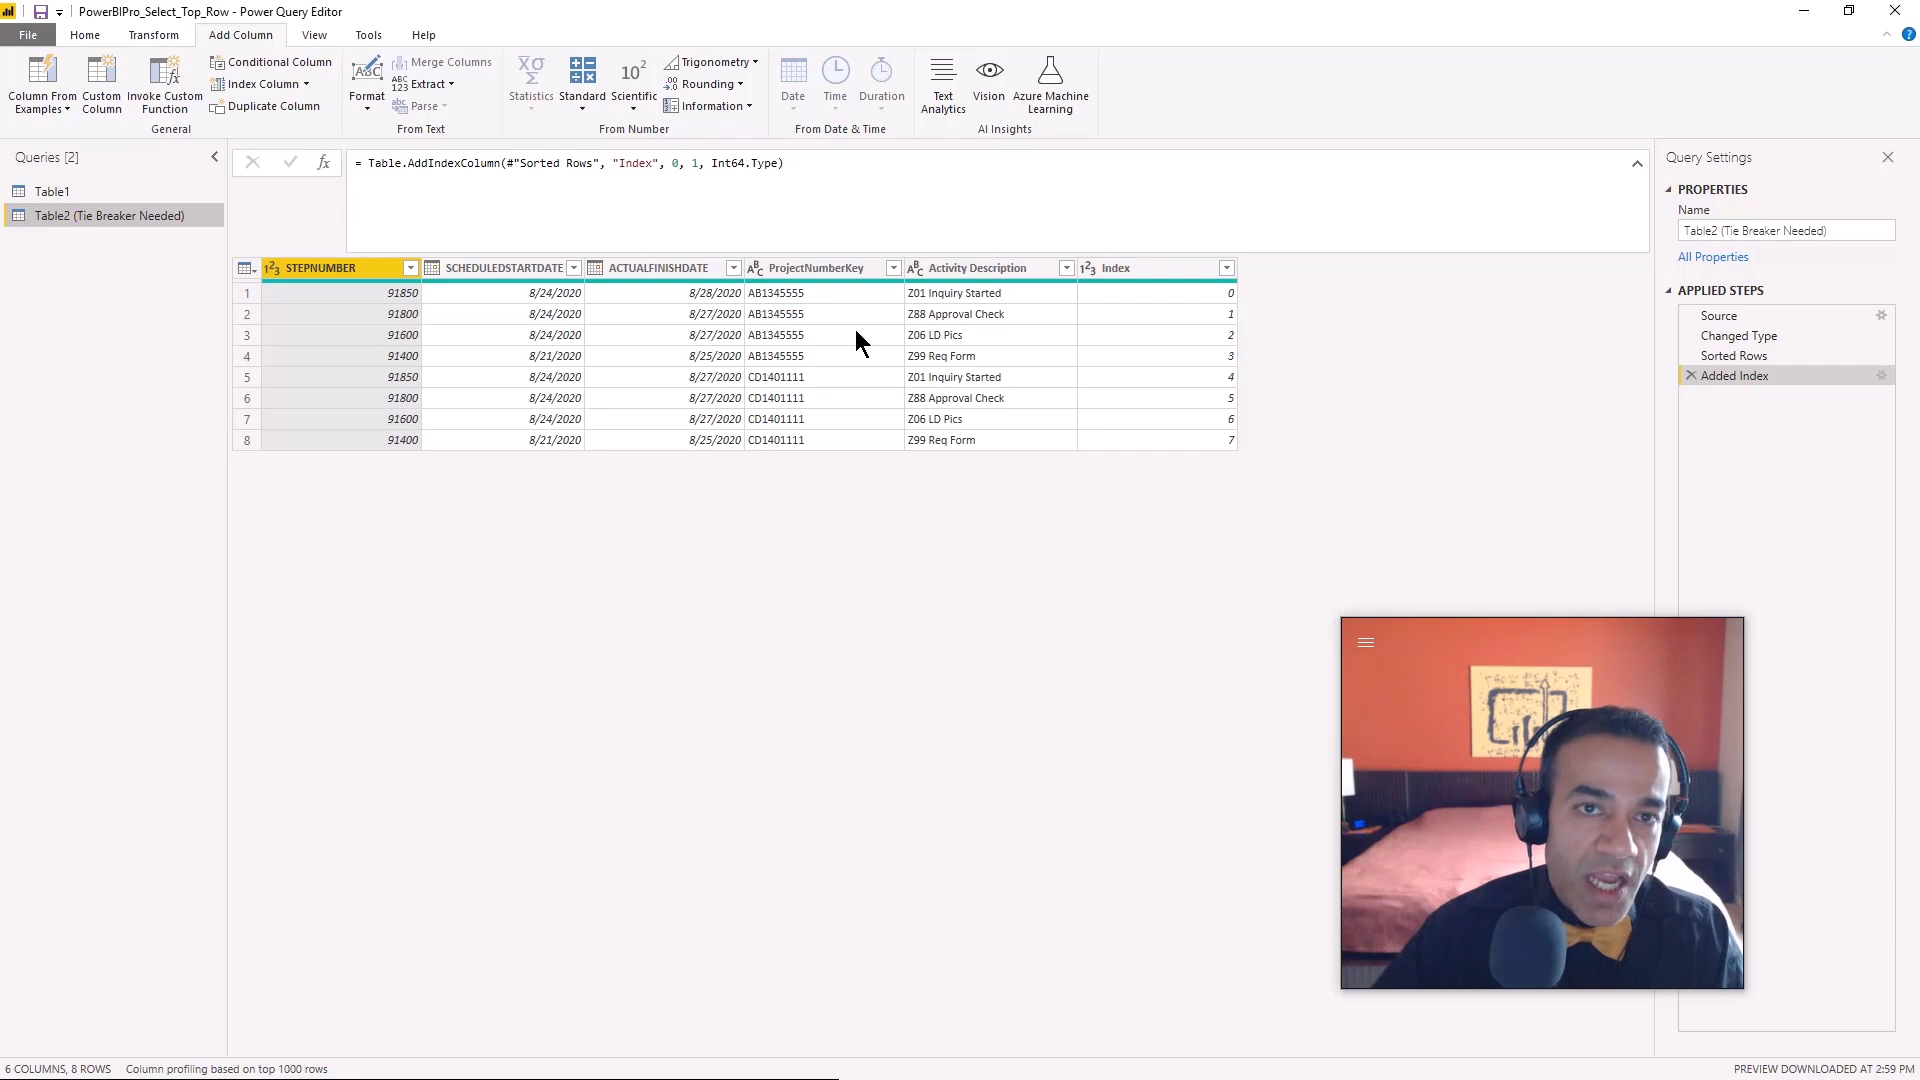 PowerBIPro_Select_Top_Row - Power Query Editor
File Home Transform Add Column View Tools Help
Column From Examples
Custom Column
Invoke Custom Function
Conditional Column
Index Column
Duplicate Column
General
Format
Merge Columns
Extract
Parse
From Text
Statistics
Standard
Scientific
Trigonometry
Rounding
Information
From Number
Date
Time
Duration
From Date & Time
Text Analytics
Vision
Azure Machine Learning
AI Insights
Queries [2]
Table1
Table2 (Tie Breaker Needed)
fx = Table.AddIndexColumn(#"Sorted Rows", "Index", 0, 1, Int64.Type)
STEPNUMBER SCHEDULEDSTARTDATE ACTUALFINISHDATE ProjectNumberKey Activity Description Index
1 91850 8/24/2020 8/28/2020 AB1345555 Z01 Inquiry Started 0
2 91800 8/24/2020 8/27/2020 AB1345555 Z88 Approval Check 1
3 91600 8/24/2020 8/27/2020 AB1345555 Z06 LD Pics 2
4 91400 8/21/2020 8/25/2020 AB1345555 Z99 Req Form 3
5 91850 8/24/2020 8/27/2020 CD1401111 Z01 Inquiry Started 4
6 91800 8/24/2020 8/27/2020 CD1401111 Z88 Approval Check 5
7 91600 8/24/2020 8/27/2020 CD1401111 Z06 LD Pics 6
8 91400 8/21/2020 8/25/2020 CD1401111 Z99 Req Form 7
Query Settings
PROPERTIES
Name
Table2 (Tie Breaker Needed)
All Properties
APPLIED STEPS
Source
Changed Type
Sorted Rows
Added Index
6 COLUMNS, 8 ROWS Column profiling based on top 1000 rows
PREVIEW DOWNLOADED AT 2:59 PM